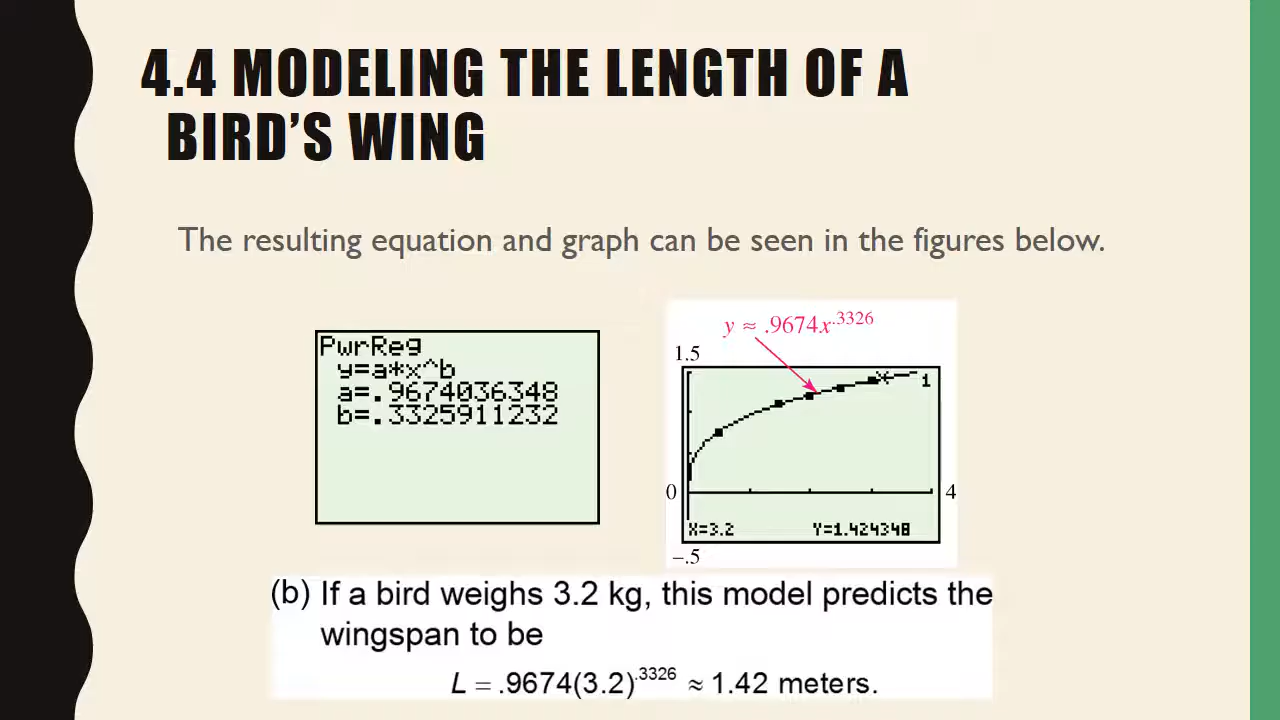 4.4 MODELING THE LENGTH OF A
BIRD'S WING
The resulting equation and graph can be seen in the figures below.
PwrReg
y=a*x^b
a=.9674036348
b=.3325911232
y ≈ .9674x^.3326
1.5
1
0
4
X=3.2 Y=1.424348
–.5
(b) If a bird weighs 3.2 kg, this model predicts the
wingspan to be
L = .9674(3.2)^.3326 ≈ 1.42 meters.